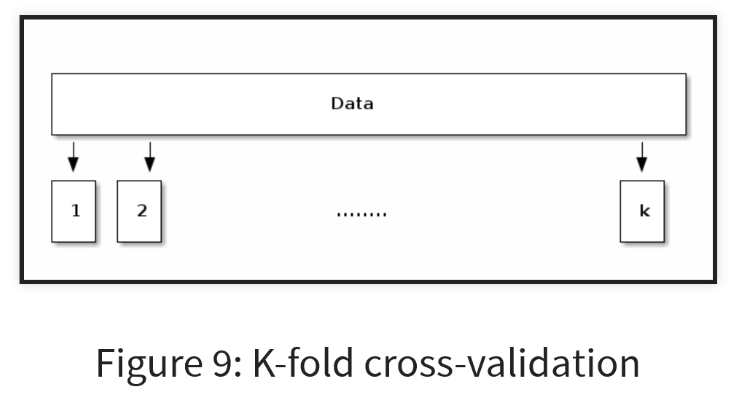 Data
1 2 ........ k
Figure 9: K-fold cross-validation